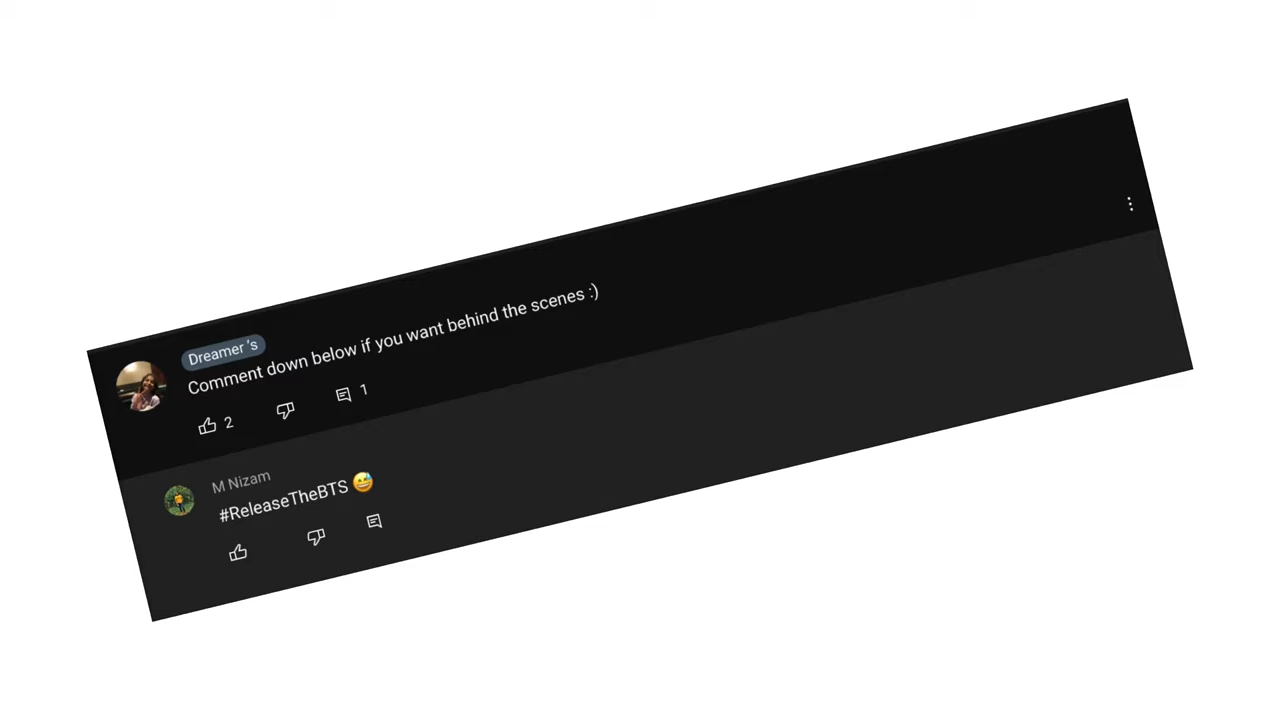 Dreamer 's
Comment down below if you want behind the scenes :)
2 1
M Nizam
#ReleaseTheBTS 😅